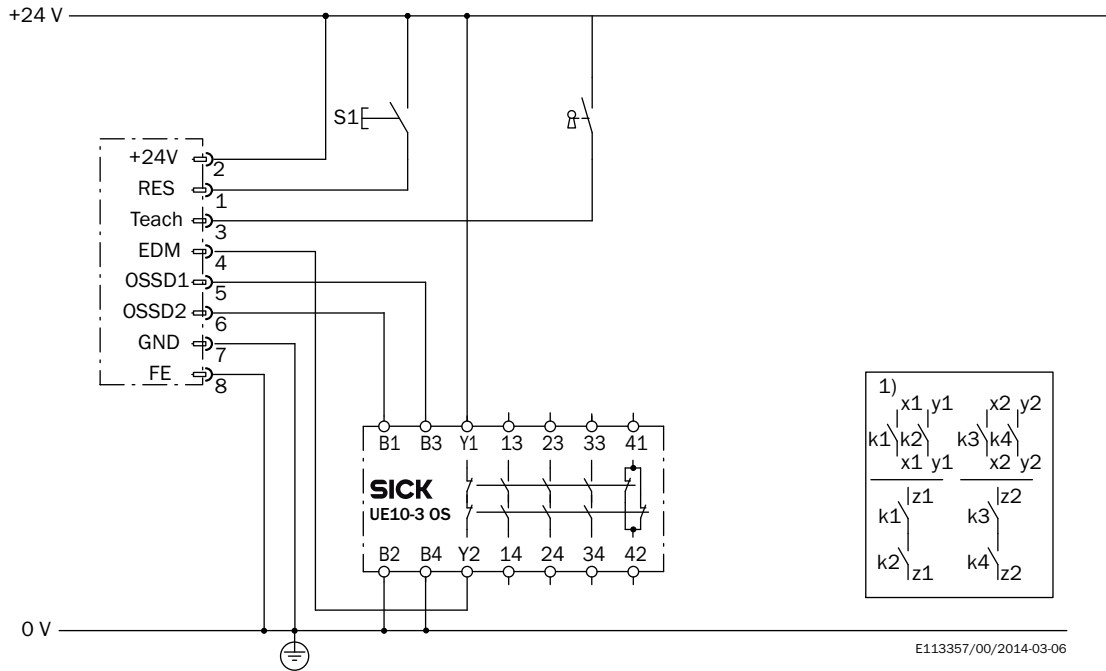 +24 V
S1
+24V 2
RES 1
Teach 3
EDM 4
OSSD1 5
OSSD2 6
GND 7
FE 8
B1 B3 Y1 13 23 33 41
SICK
UE10-3 OS
B2 B4 Y2 14 24 34 42
1)
x1 y1 x2 y2
k1 k2 k3 k4
x1 y1 x2 y2
z1 z2
k1 k3
k2 z1 k4 z2
0 V
E113357/00/2014-03-06